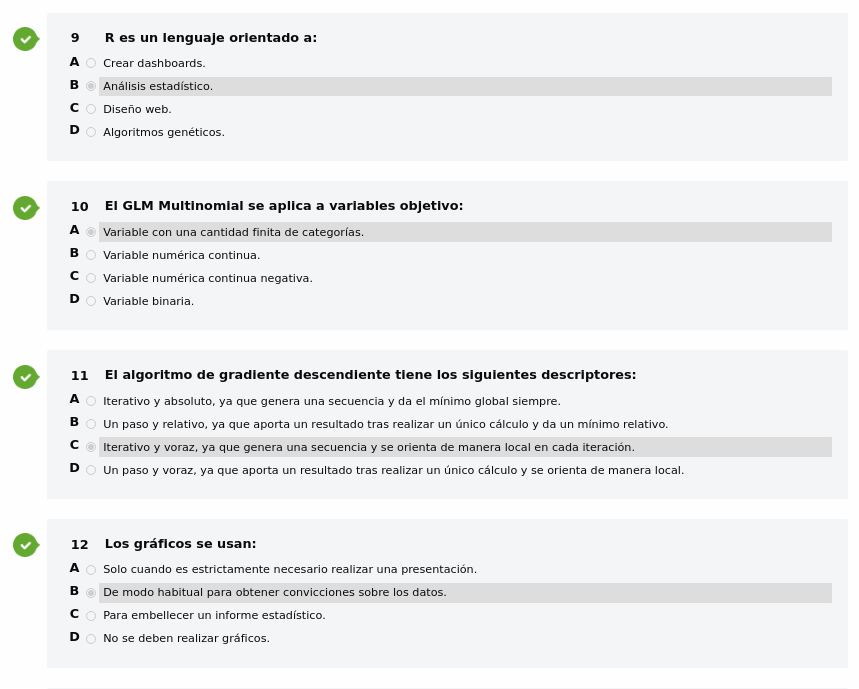 9 R es un lenguaje orientado a:
A Crear dashboards.
B Análisis estadístico.
C Diseño web.
D Algoritmos genéticos.
10 El GLM Multinomial se aplica a variables objetivo:
A Variable con una cantidad finita de categorías.
B Variable numérica continua.
C Variable numérica continua negativa.
D Variable binaria.
11 El algoritmo de gradiente descendiente tiene los siguientes descriptores:
A Iterativo y absoluto, ya que genera una secuencia y da el mínimo global siempre.
B Un paso y relativo, ya que aporta un resultado tras realizar un único cálculo y da un mínimo relativo.
C Iterativo y voraz, ya que genera una secuencia y se orienta de manera local en cada iteración.
D Un paso y voraz, ya que aporta un resultado tras realizar un único cálculo y se orienta de manera local.
12 Los gráficos se usan:
A Solo cuando es estrictamente necesario realizar una presentación.
B De modo habitual para obtener convicciones sobre los datos.
C Para embellecer un informe estadístico.
D No se deben realizar gráficos.